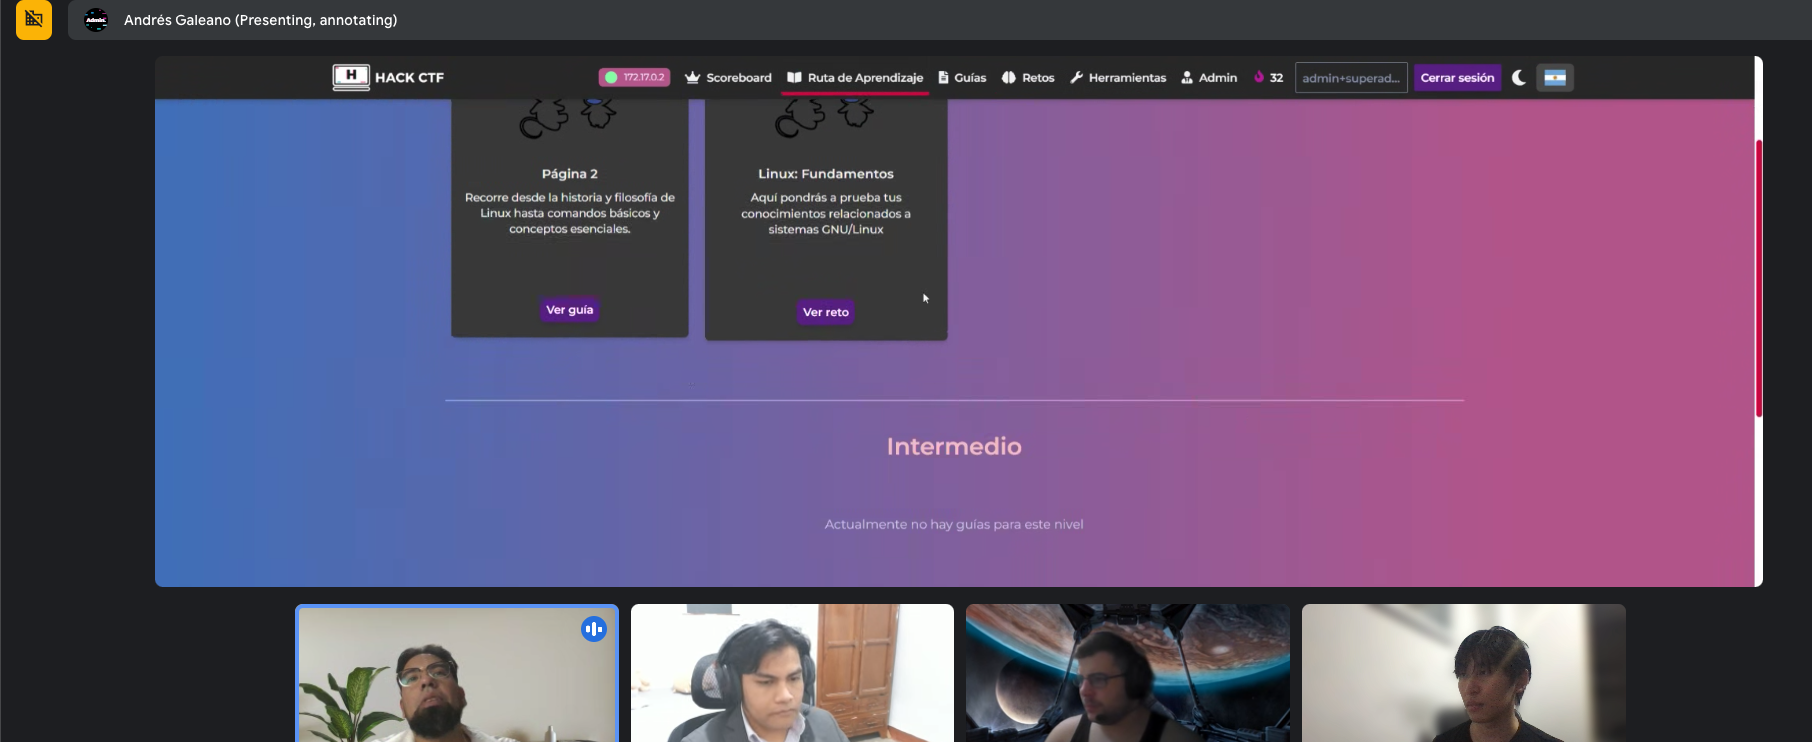 Andrés Galeano (Presenting, annotating)
H HACK CTF
172.17.0.2
Scoreboard
Ruta de Aprendizaje
Guías
Retos
Herramientas
Admin
32
admin+superad...
Cerrar sesión
Página 2
Recorre desde la historia y filosofía de
Linux hasta comandos básicos y
conceptos esenciales.
Ver guía
Linux: Fundamentos
Aquí pondrás a prueba tus
conocimientos relacionados a
sistemas GNU/Linux
Ver reto
Intermedio
Actualmente no hay guías para este nivel